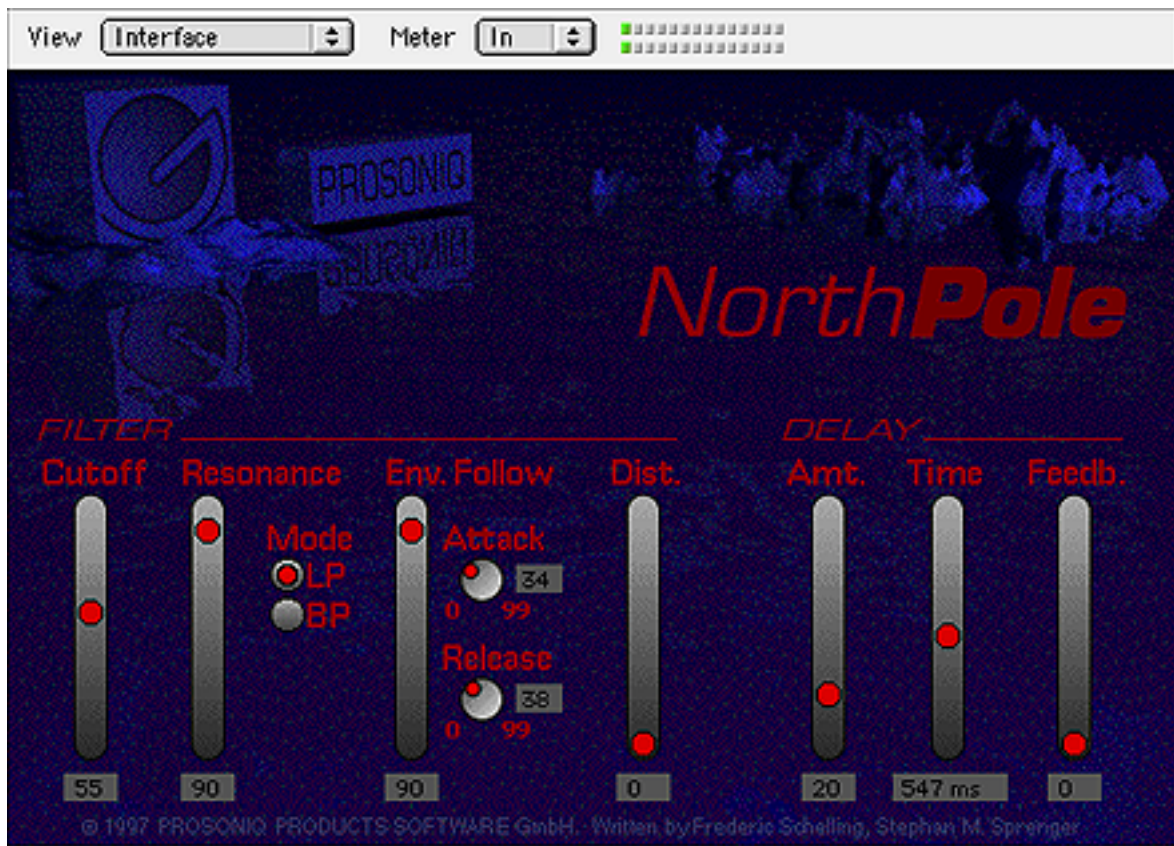 View Interface Meter In
PROSONIQ
NorthPole
FILTER DELAY
Cutoff Resonance Env. Follow Dist. Amt. Time Feedb.
Mode Attack
LP 34
0 99
BP
Release
38
0 99
55 90 90 0 20 547 ms 0
© 1997 PROSONIQ PRODUCTS SOFTWARE GmbH. Written by Frederic Schelling, Stephan M. Sprenger